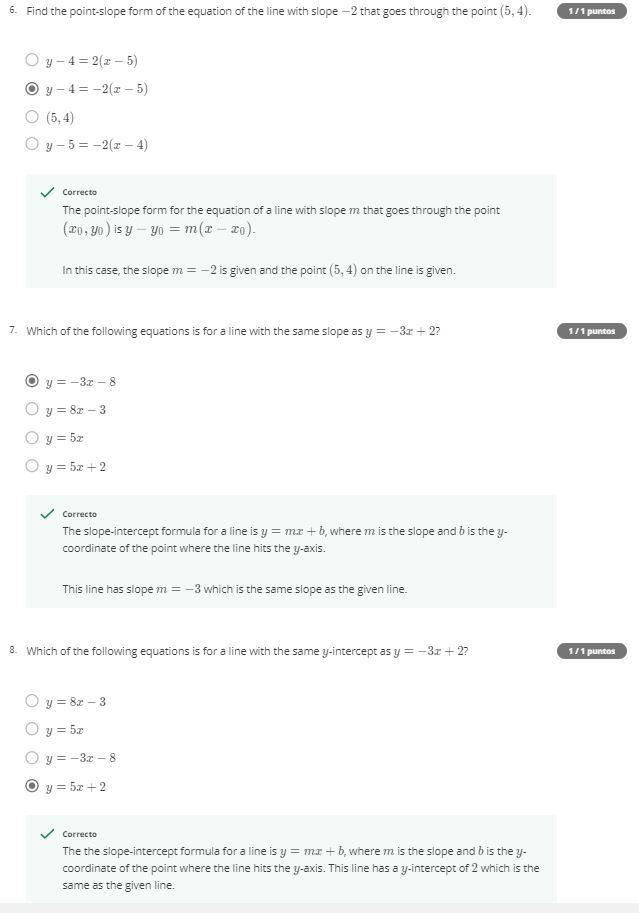 6. Find the point-slope form of the equation of the line with slope −2 that goes through the point (5, 4).
1 / 1 puntos
y − 4 = 2(x − 5)
y − 4 = −2(x − 5)
(5, 4)
y − 5 = −2(x − 4)
Correcto
The point-slope form for the equation of a line with slope m that goes through the point
(x₀, y₀) is y − y₀ = m(x − x₀).
In this case, the slope m = −2 is given and the point (5, 4) on the line is given.
7. Which of the following equations is for a line with the same slope as y = −3x + 2?
1 / 1 puntos
y = −3x − 8
y = 8x − 3
y = 5x
y = 5x + 2
Correcto
The slope-intercept formula for a line is y = mx + b, where m is the slope and b is the y-
coordinate of the point where the line hits the y-axis.
This line has slope m = −3 which is the same slope as the given line.
8. Which of the following equations is for a line with the same y-intercept as y = −3x + 2?
1 / 1 puntos
y = 8x − 3
y = 5x
y = −3x − 8
y = 5x + 2
Correcto
The the slope-intercept formula for a line is y = mx + b, where m is the slope and b is the y-
coordinate of the point where the line hits the y-axis. This line has a y-intercept of 2 which is the
same as the given line.